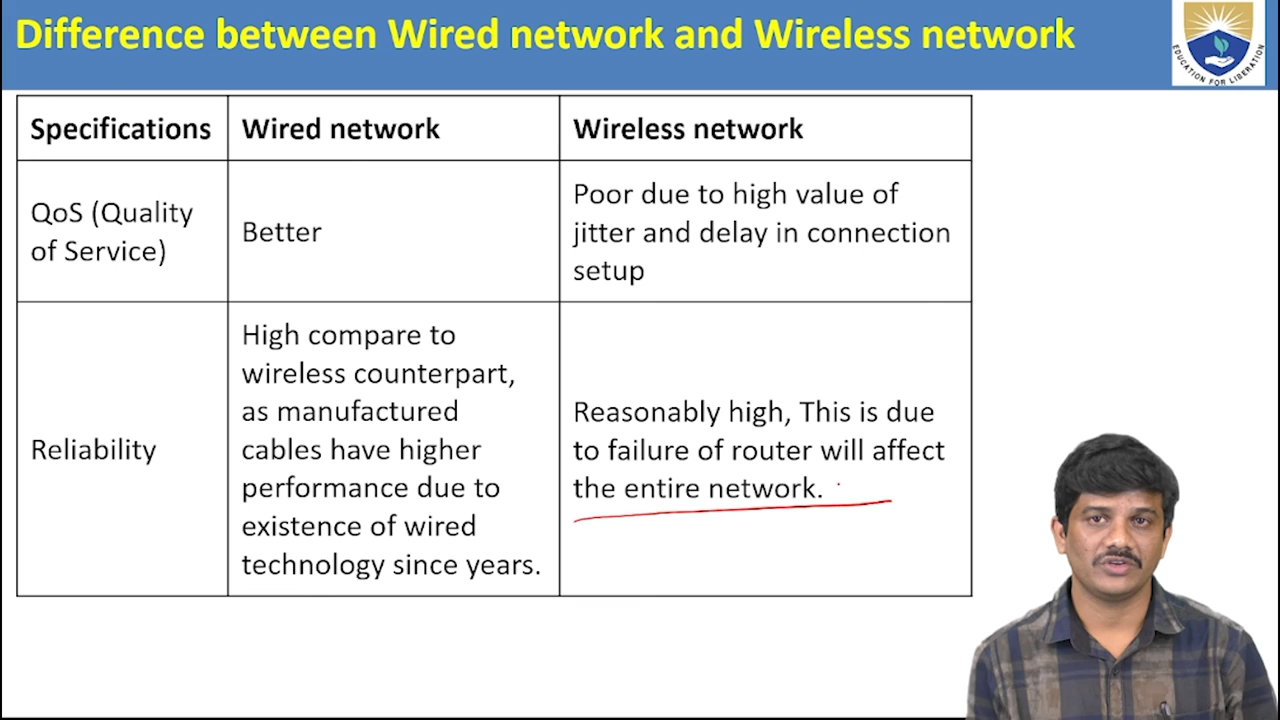 Difference between Wired network and Wireless network
EDUCATION FOR LIBERATION
Specifications
Wired network
Wireless network
QoS (Quality
of Service)
Better
Poor due to high value of
jitter and delay in connection
setup
Reliability
High compare to
wireless counterpart,
as manufactured
cables have higher
performance due to
existence of wired
technology since years.
Reasonably high, This is due
to failure of router will affect
the entire network.